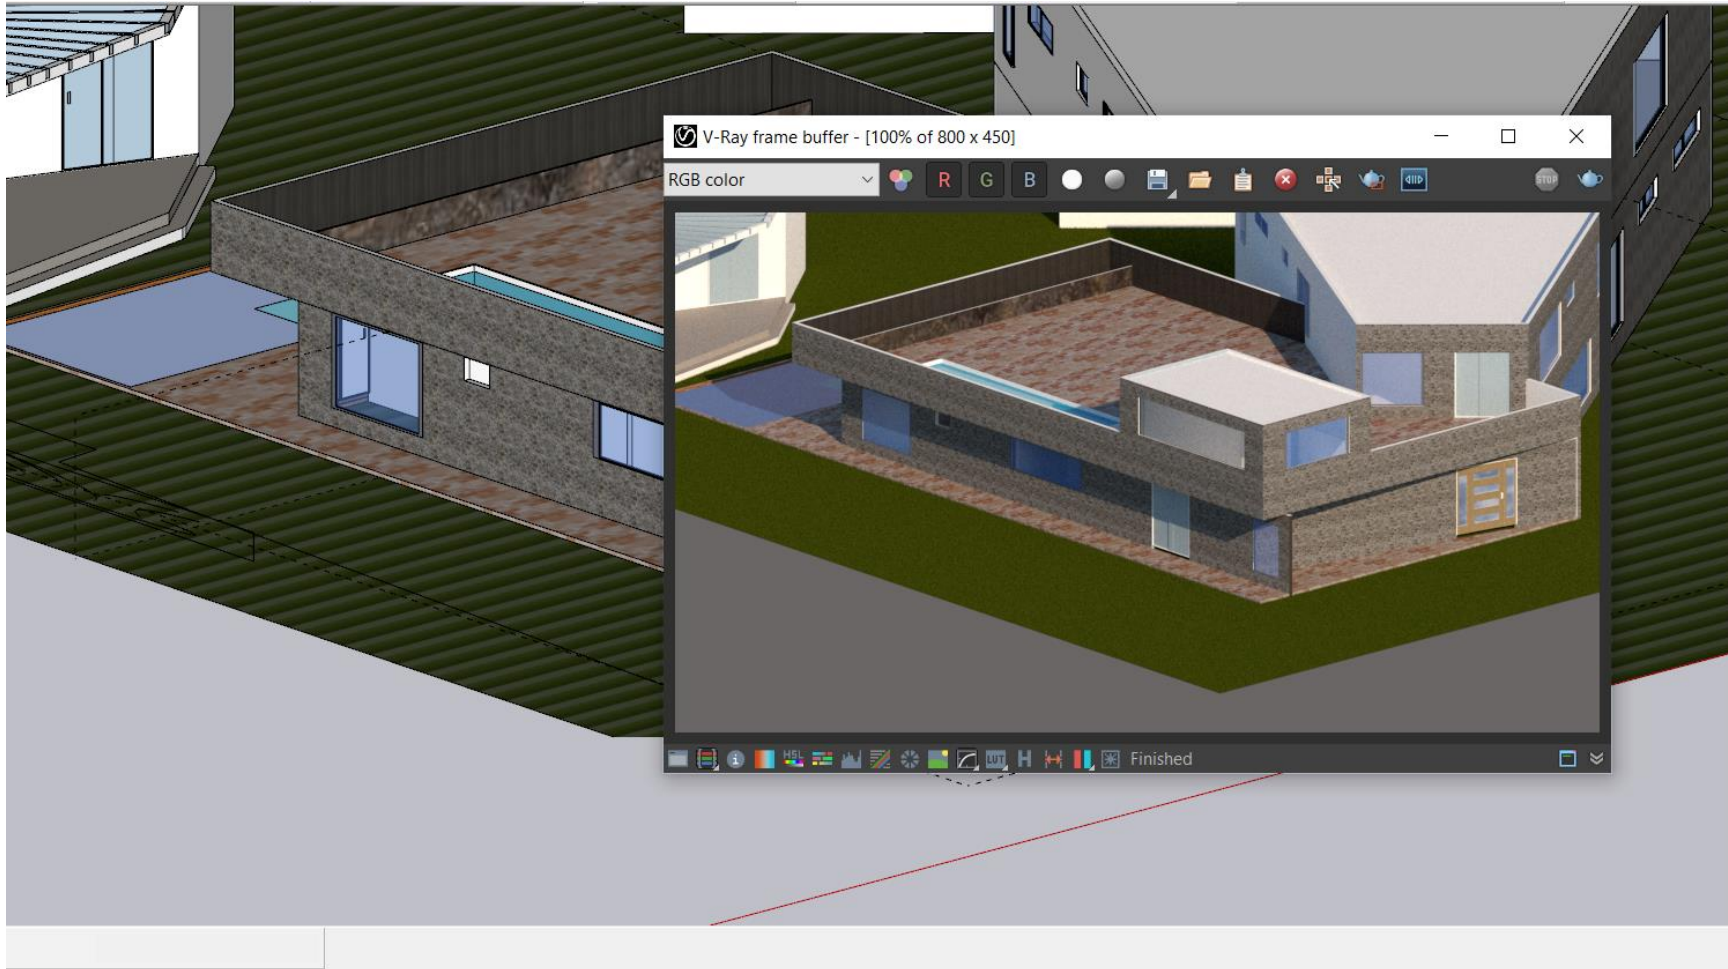 V-Ray frame buffer - [100% of 800 x 450]
RGB color
R G B
STOP
HSL
LUT
H
Finished